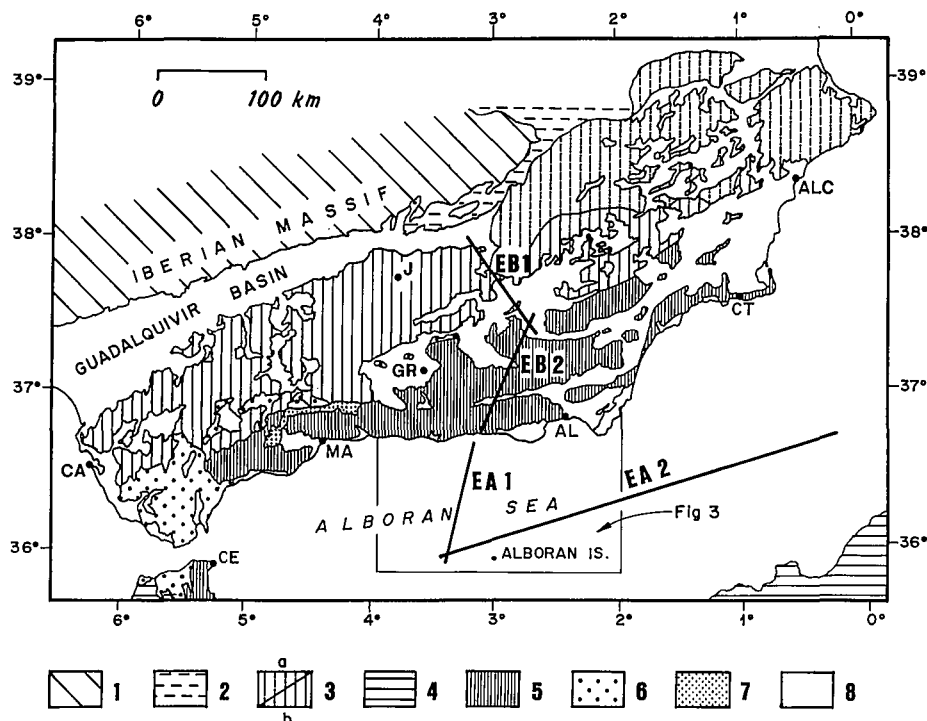 6° 5° 4° 3° 2° 1° 0°
39° 39°
0 100 km
ALC
IBERIAN MASSIF
38° 38°
J
EB1
GUADALQUIVIR BASIN
CT
37° 37°
GR
EB2
AL
MA
CA
EA1
EA 2
ALBORAN SEA
Fig 3
36° 36°
ALBORAN IS.
CE
6° 5° 4° 3° 2° 1° 0°
a
1 2 3 4 5 6 7 8
b